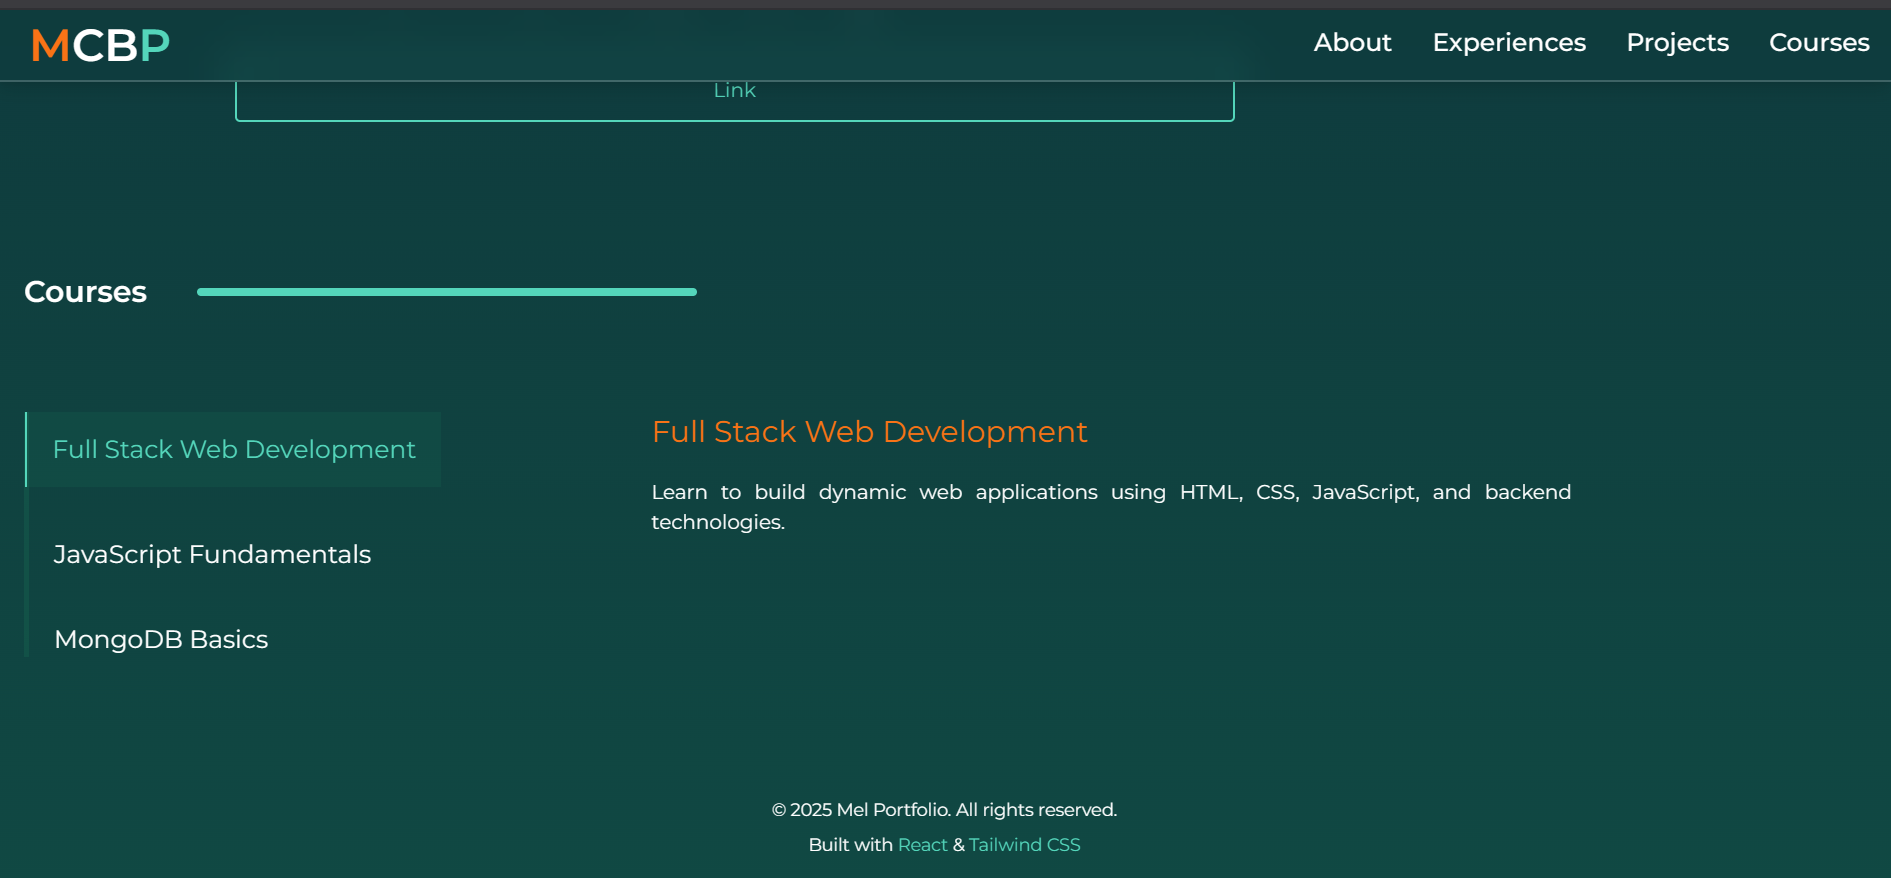 MCBP
About Experiences Projects Courses
Link
Courses
Full Stack Web Development
JavaScript Fundamentals
MongoDB Basics
Full Stack Web Development
Learn to build dynamic web applications using HTML, CSS, JavaScript, and backend
technologies.
© 2025 Mel Portfolio. All rights reserved.
Built with React & Tailwind CSS